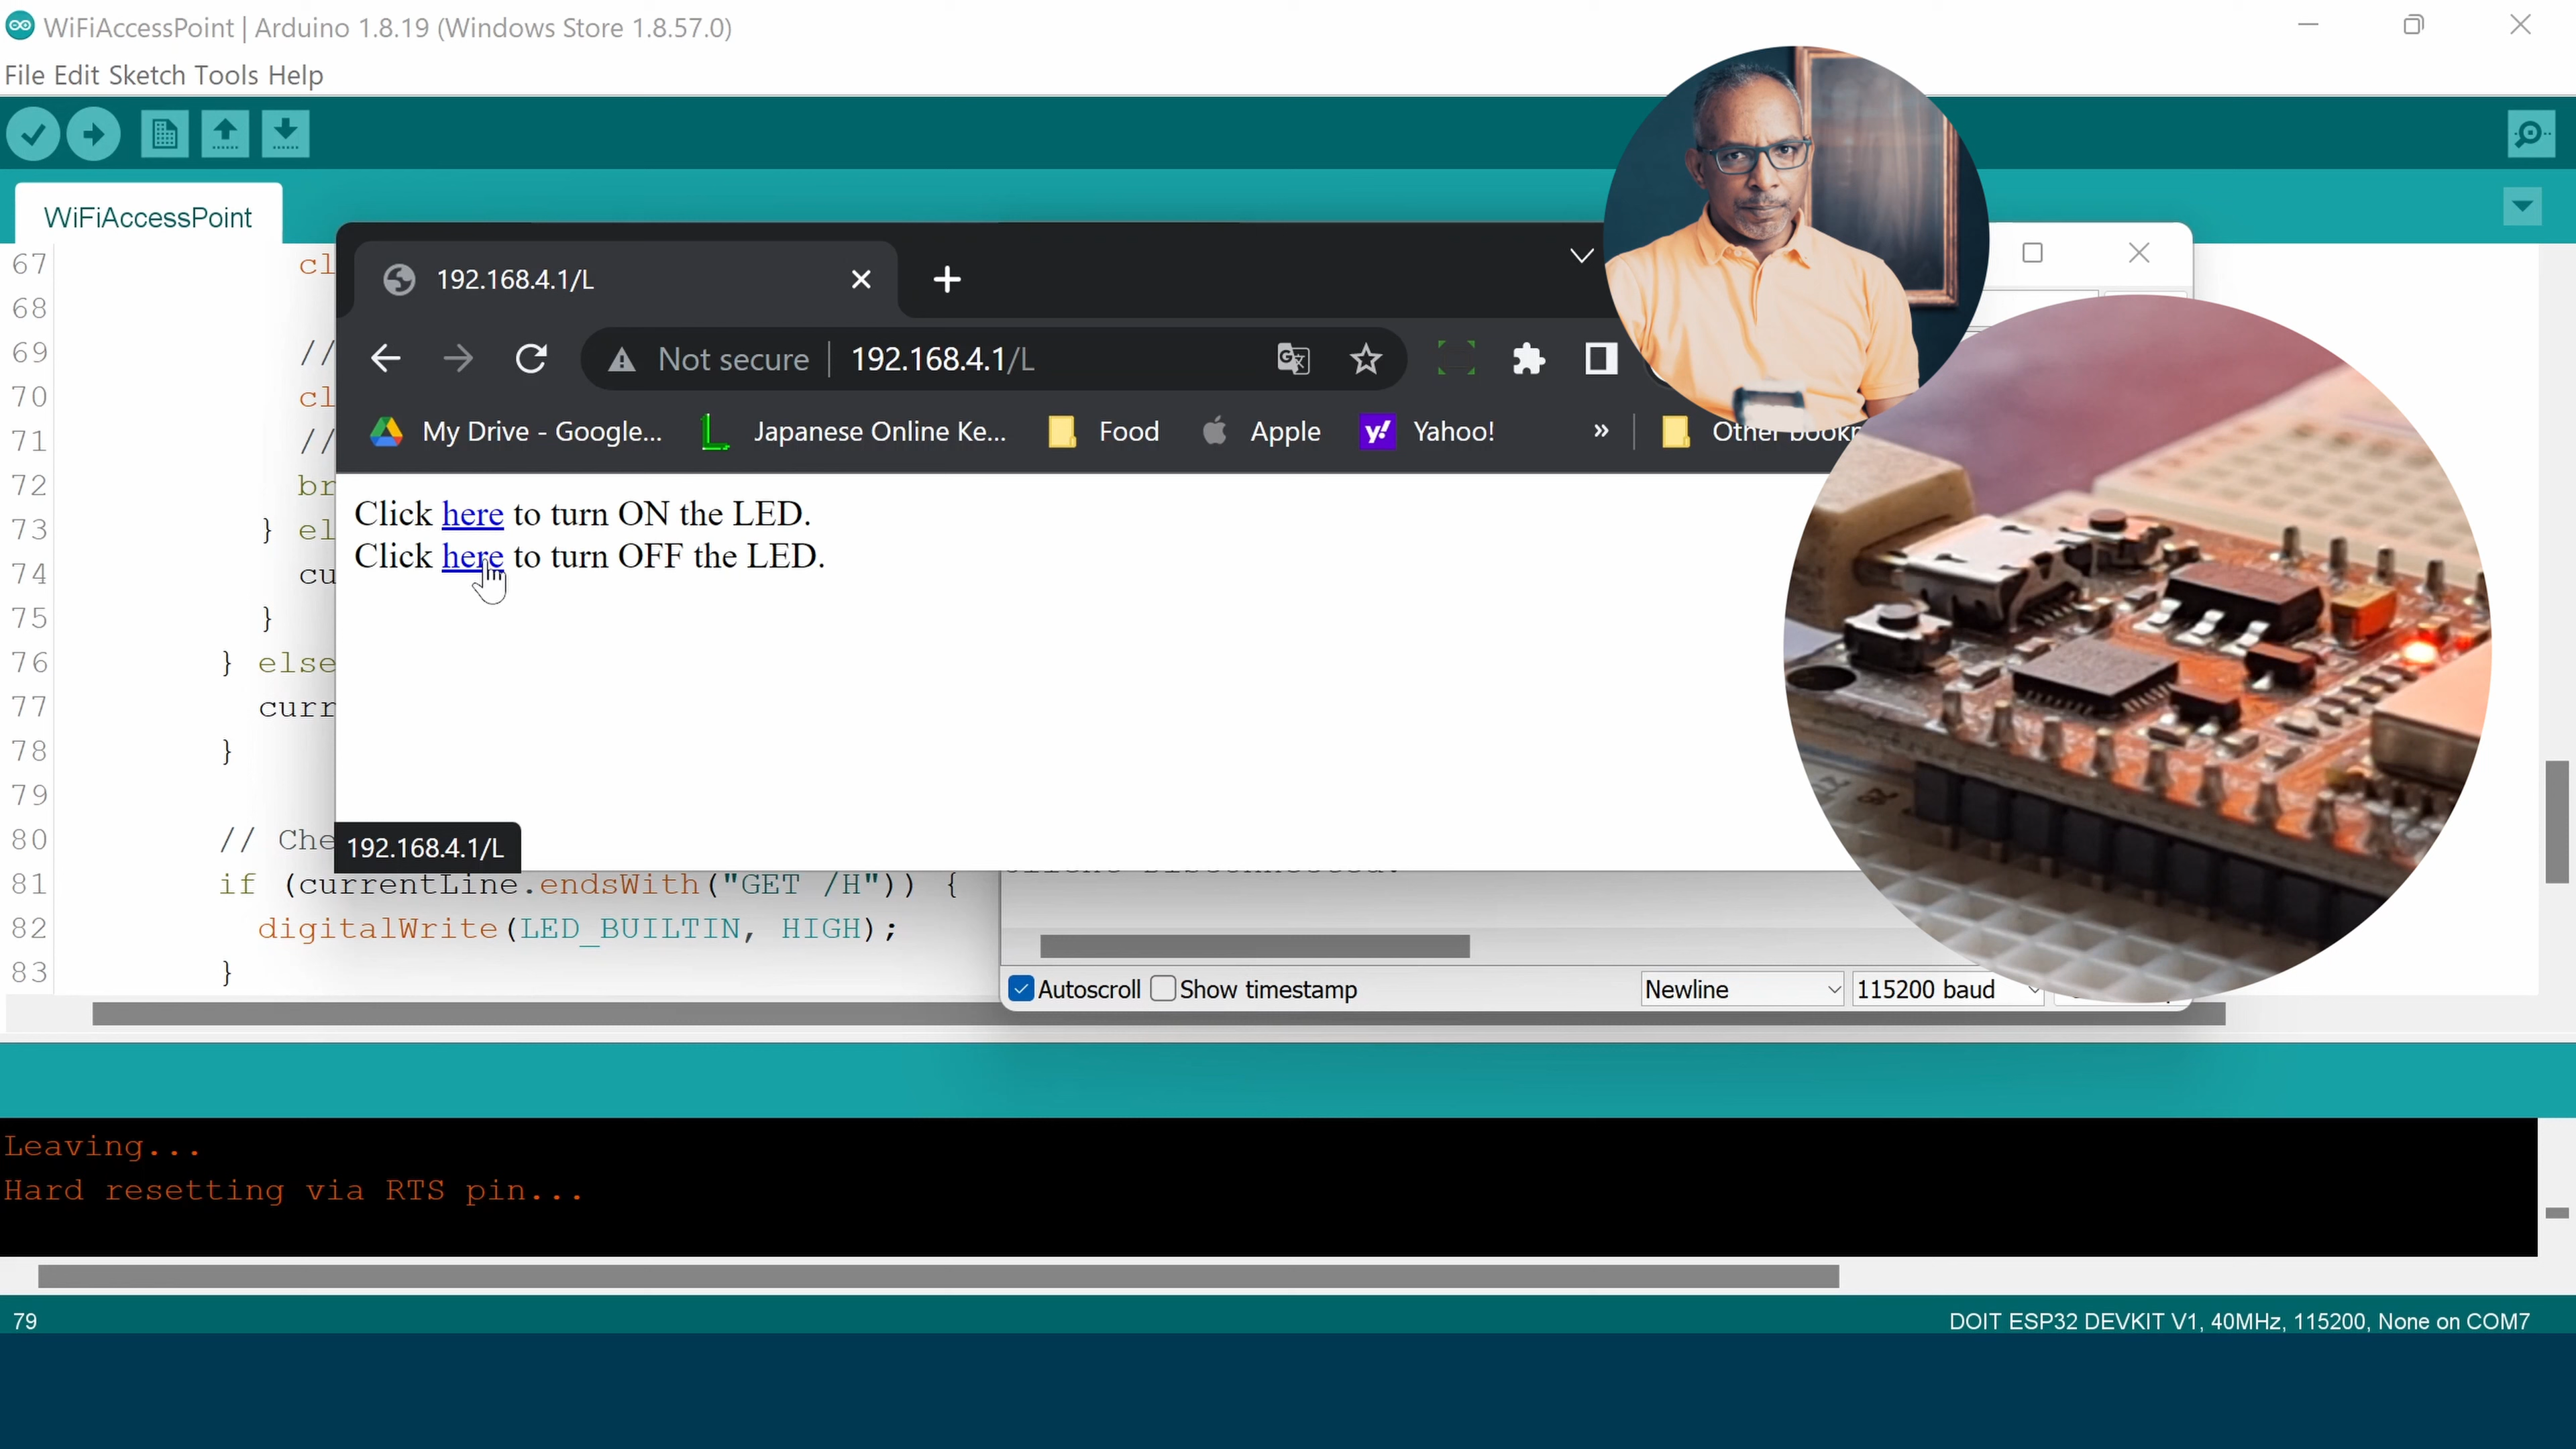 WiFiAccessPoint | Arduino 1.8.19 (Windows Store 1.8.57.0)
File Edit Sketch Tools Help
WiFiAccessPoint
192.168.4.1/L
Not secure 192.168.4.1/L
My Drive - Google... Japanese Online Ke... Food Apple Yahoo! » Other
Click here to turn ON the LED.
Click here to turn OFF the LED.
67 cl
68
69 //
70 cl
71 //
72 br
73 } el
74 cu
75 }
76 } else
77 curr
78 }
79
80 // Che
192.168.4.1/L
81 if (currentLine.endsWith("GET /H")) {
82 digitalWrite(LED_BUILTIN, HIGH);
83 }
Autoscroll Show timestamp Newline 115200 baud
Leaving...
Hard resetting via RTS pin...
79 DOIT ESP32 DEVKIT V1, 40MHz, 115200, None on COM7